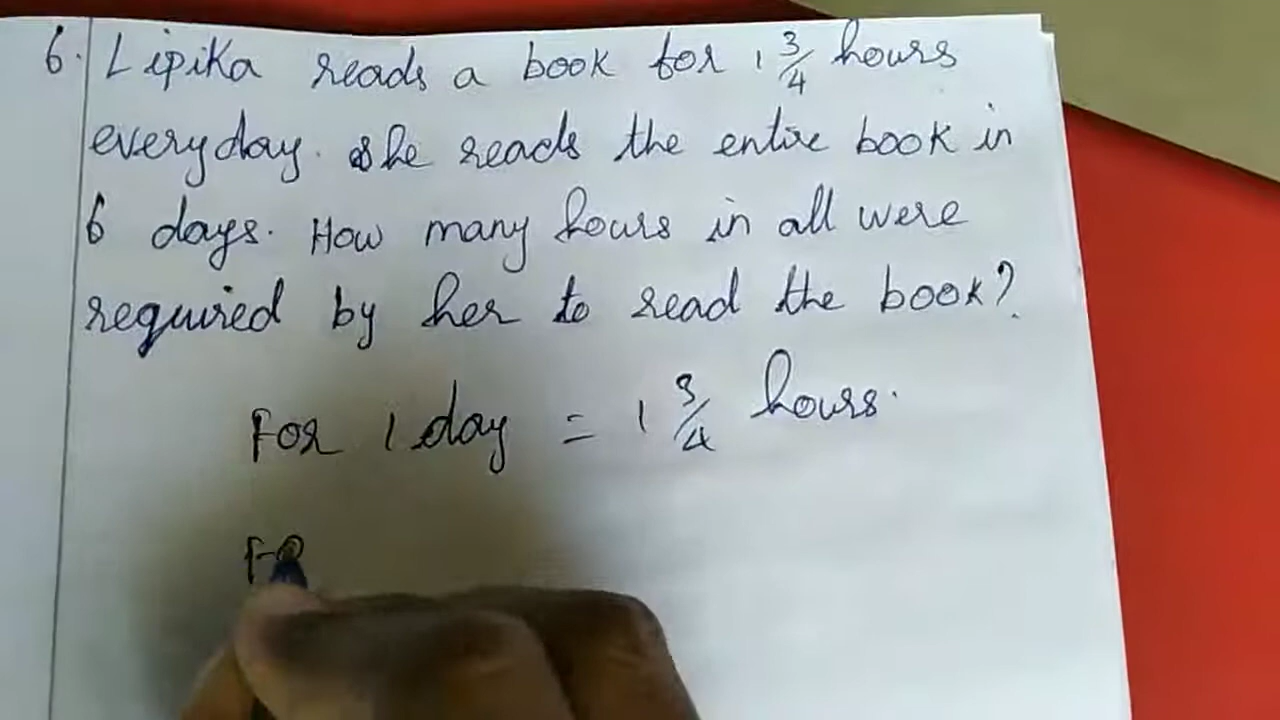 6. Lipika reads a book for 1 3/4 hours
everyday. She reads the entire book in
6 days. How many hours in all were
required by her to read the book?
For 1 day = 1 3/4 hours.
Fo